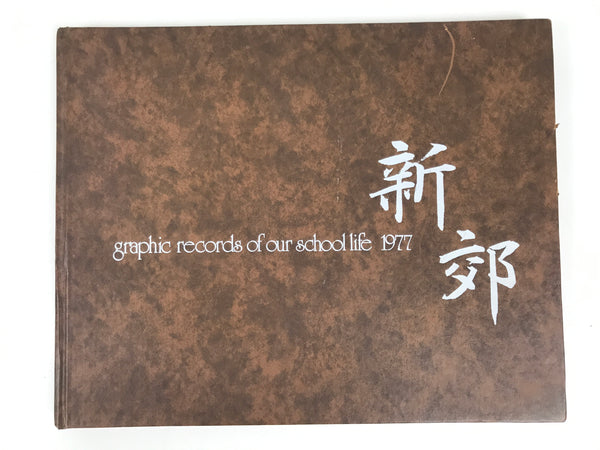 新郊
graphic records of our school life 1977